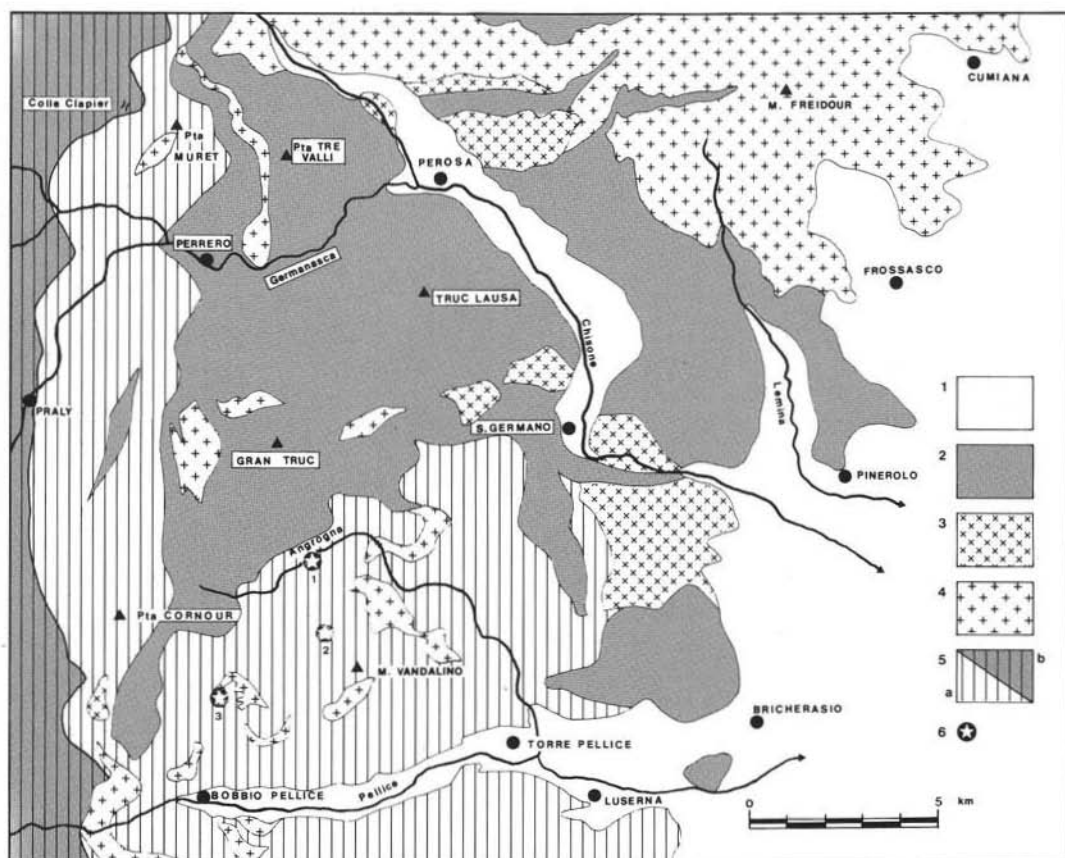 CUMIANA
Colle Clapier
M. FREIDOUR
Pta
MURET
Pta TRE
VALLI
PEROSA
PERRERO
Germanasca
FROSSASCO
TRUC LAUSA
Chisone
Lemina
PRALY
S. GERMANO
GRAN TRUC
PINEROLO
Angrogna
1
Pta CORNOUR
2
M. VANDALINO
3
BRICHERASIO
TORRE PELLICE
BOBBIO PELLICE
Pellice
LUSERNA
1
2
3
4
5
b
a
6
0
5
km